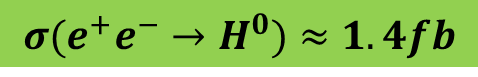 σ(e⁺e⁻ → H⁰) ≈ 1.4fb